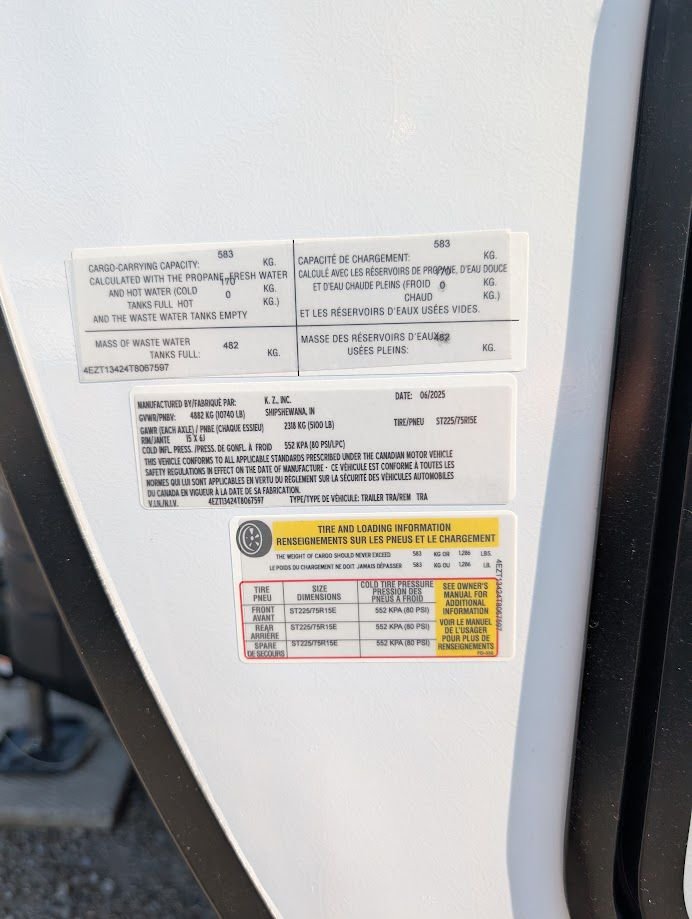 583
CARGO-CARRYING CAPACITY: KG.
CALCULATED WITH THE PROPANE, FRESH WATER
170
AND HOT WATER (COLD 0 KG.
TANKS FULL HOT KG.)
AND THE WASTE WATER TANKS EMPTY
MASS OF WASTE WATER
TANKS FULL: 482 KG.
4EZT13424T8067597
583
CAPACITÉ DE CHARGEMENT: KG.
CALCULÉ AVEC LES RÉSERVOIRS DE PROPANE, D'EAU DOUCE
170
ET D'EAU CHAUDE PLEINS (FROID 0 KG.
CHAUD KG.)
ET LES RÉSERVOIRS D'EAUX USÉES VIDES.
MASSE DES RÉSERVOIRS D'EAUX 482
USÉES PLEINS: KG.
MANUFACTURED BY/FABRIQUÉ PAR: K. Z., INC. DATE: 06/2025
GVWR/PNBV: 4882 KG (10740 LB) SHIPSHEWANA, IN
GAWR (EACH AXLE) / PNBE (CHAQUE ESSIEU) 2318 KG (5100 LB) TIRE/PNEU ST225/75R15E
RIM/JANTE 15 X 6J
COLD INFL. PRESS. /PRESS. DE GONFL. À FROID 552 KPA (80 PSI/LPC)
THIS VEHICLE CONFORMS TO ALL APPLICABLE STANDARDS PRESCRIBED UNDER THE CANADIAN MOTOR VEHICLE
SAFETY REGULATIONS IN EFFECT ON THE DATE OF MANUFACTURE - CE VÉHICULE EST CONFORME À TOUTES LES
NORMES QUI LUI SONT APPLICABLES EN VERTU DU RÈGLEMENT SUR LA SÉCURITÉ DES VÉHICULES AUTOMOBILES
DU CANADA EN VIGUEUR À LA DATE DE SA FABRICATION.
V.I.N./N.I.V. 4EZT13424T8067597 TYPE/TYPE DE VÉHICULE: TRAILER TRA/REM TRA
TIRE AND LOADING INFORMATION
RENSEIGNEMENTS SUR LES PNEUS ET LE CHARGEMENT
THE WEIGHT OF CARGO SHOULD NEVER EXCEED 583 KG OR 1,286 LBS.
LE POIDS DU CHARGEMENT NE DOIT JAMAIS DÉPASSER 583 KG OU 1,286 LB.
TIRE SIZE COLD TIRE PRESSURE
PNEU DIMENSIONS PRESSION DES
PNEUS A FROID
FRONT ST225/75R15E 552 KPA (80 PSI)
AVANT
REAR ST225/75R15E 552 KPA (80 PSI)
ARRIÈRE
SPARE ST225/75R15E 552 KPA (80 PSI)
DE SECOURS
SEE OWNER'S
MANUAL FOR
ADDITIONAL
INFORMATION
VOIR LE MANUEL
DE L'USAGER
POUR PLUS DE
RENSEIGNEMENTS
4EZT13424T8067597